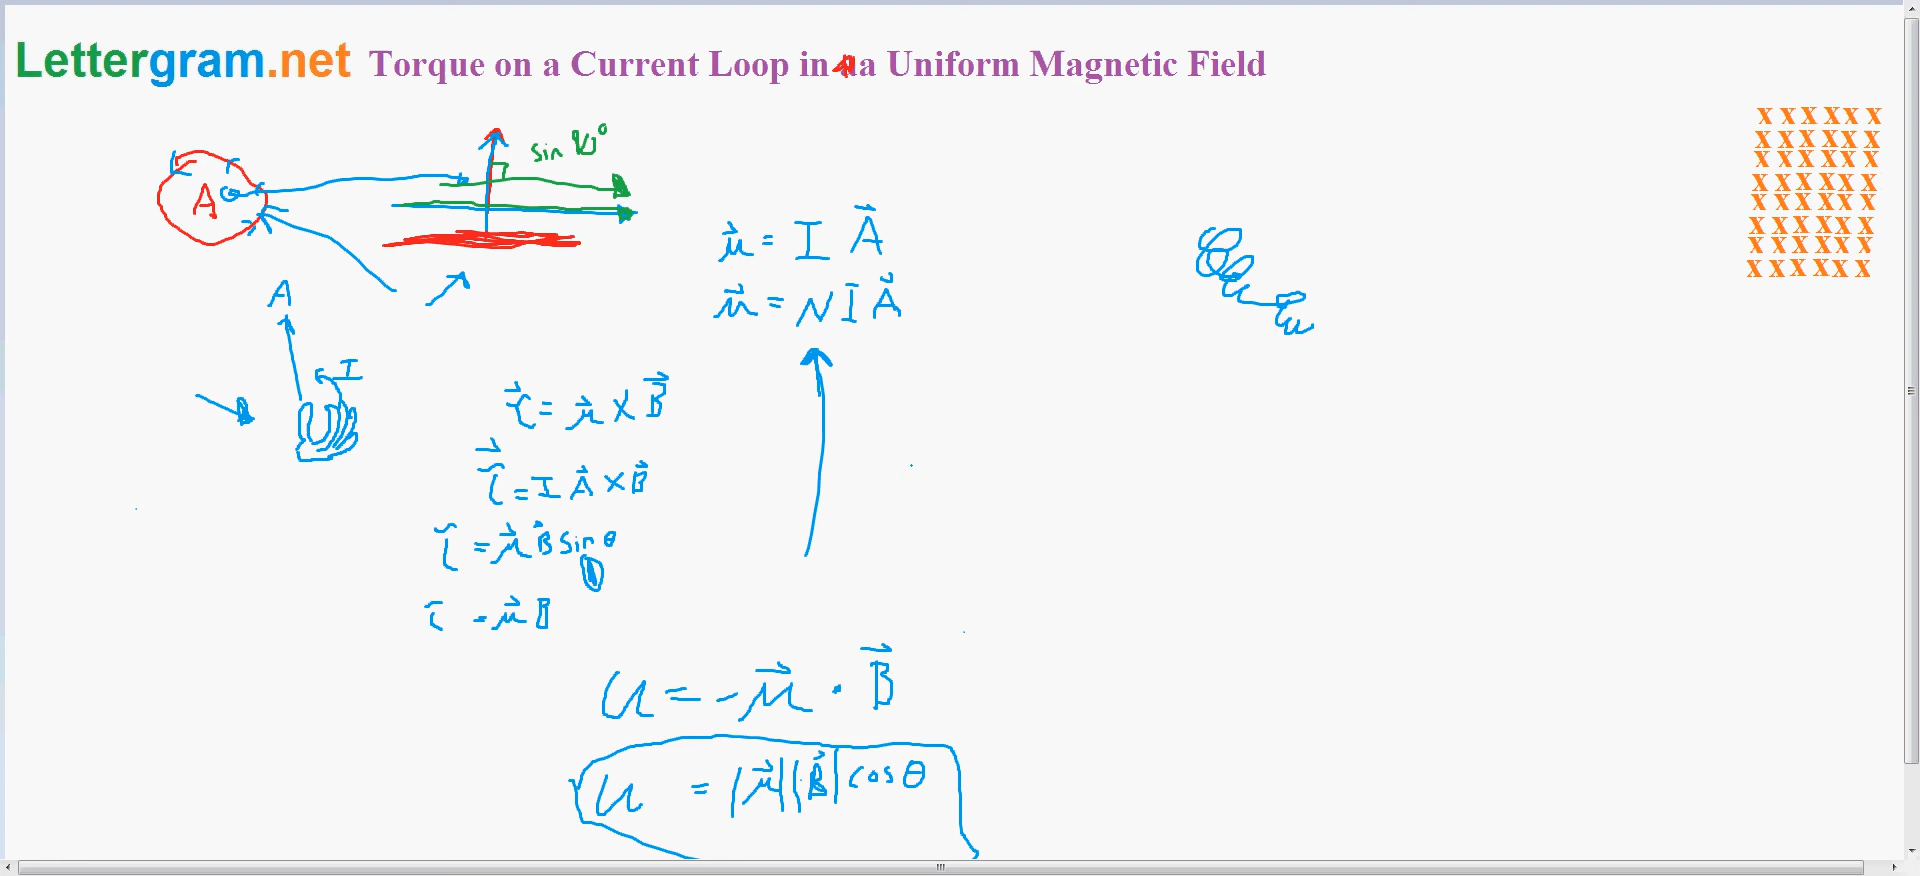 Lettergram.net Torque on a Current Loop in a Uniform Magnetic Field
X X X X X X
X X X X X X
X X X X X X
X X X X X X
X X X X X X
X X X X X X
X X X X X X
X X X X X X
sin 90°
A
μ⃗ = I A⃗
μ⃗ = N I A⃗
A
I
τ⃗ = μ⃗ × B⃗
τ⃗ = I A⃗ × B⃗
τ = μ⃗ B⃗ sin θ
τ = μ⃗ B
U = -μ⃗ · B⃗
U = |μ⃗||B⃗| cos θ